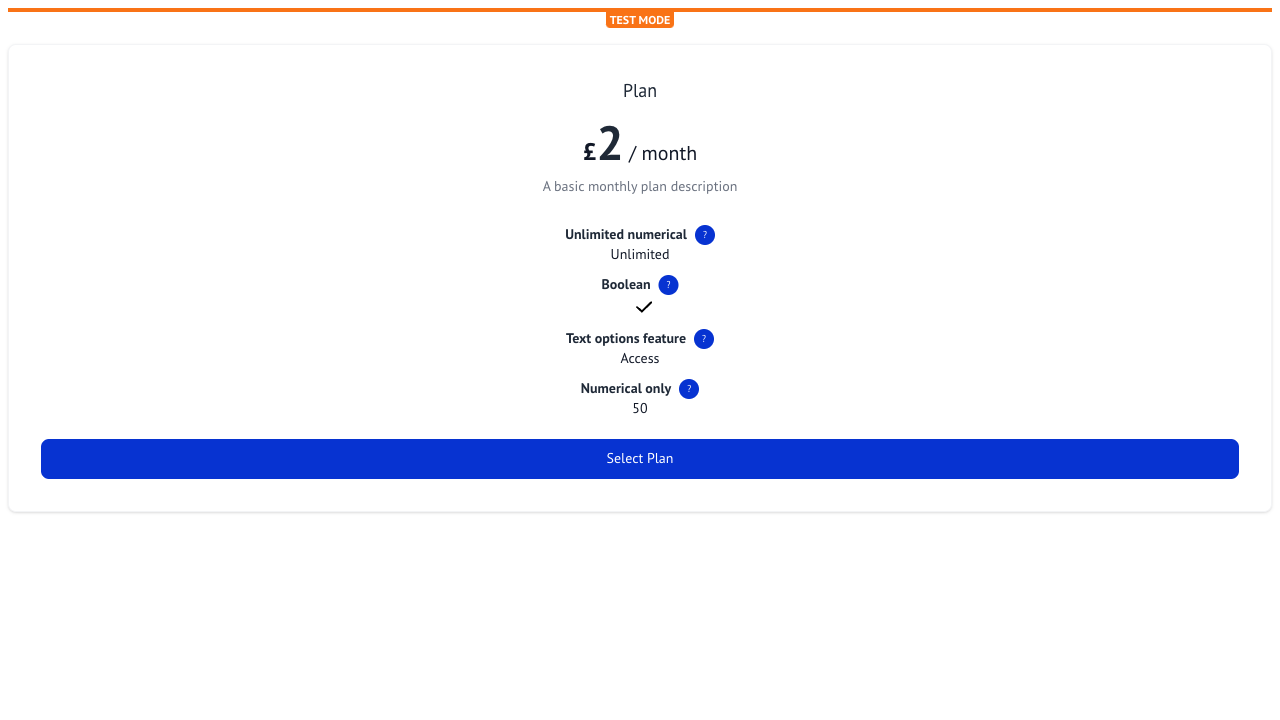 TEST MODE
Plan
£2 / month
A basic monthly plan description
Unlimited numerical ?
Unlimited
Boolean ?
Text options feature ?
Access
Numerical only ?
50
Select Plan